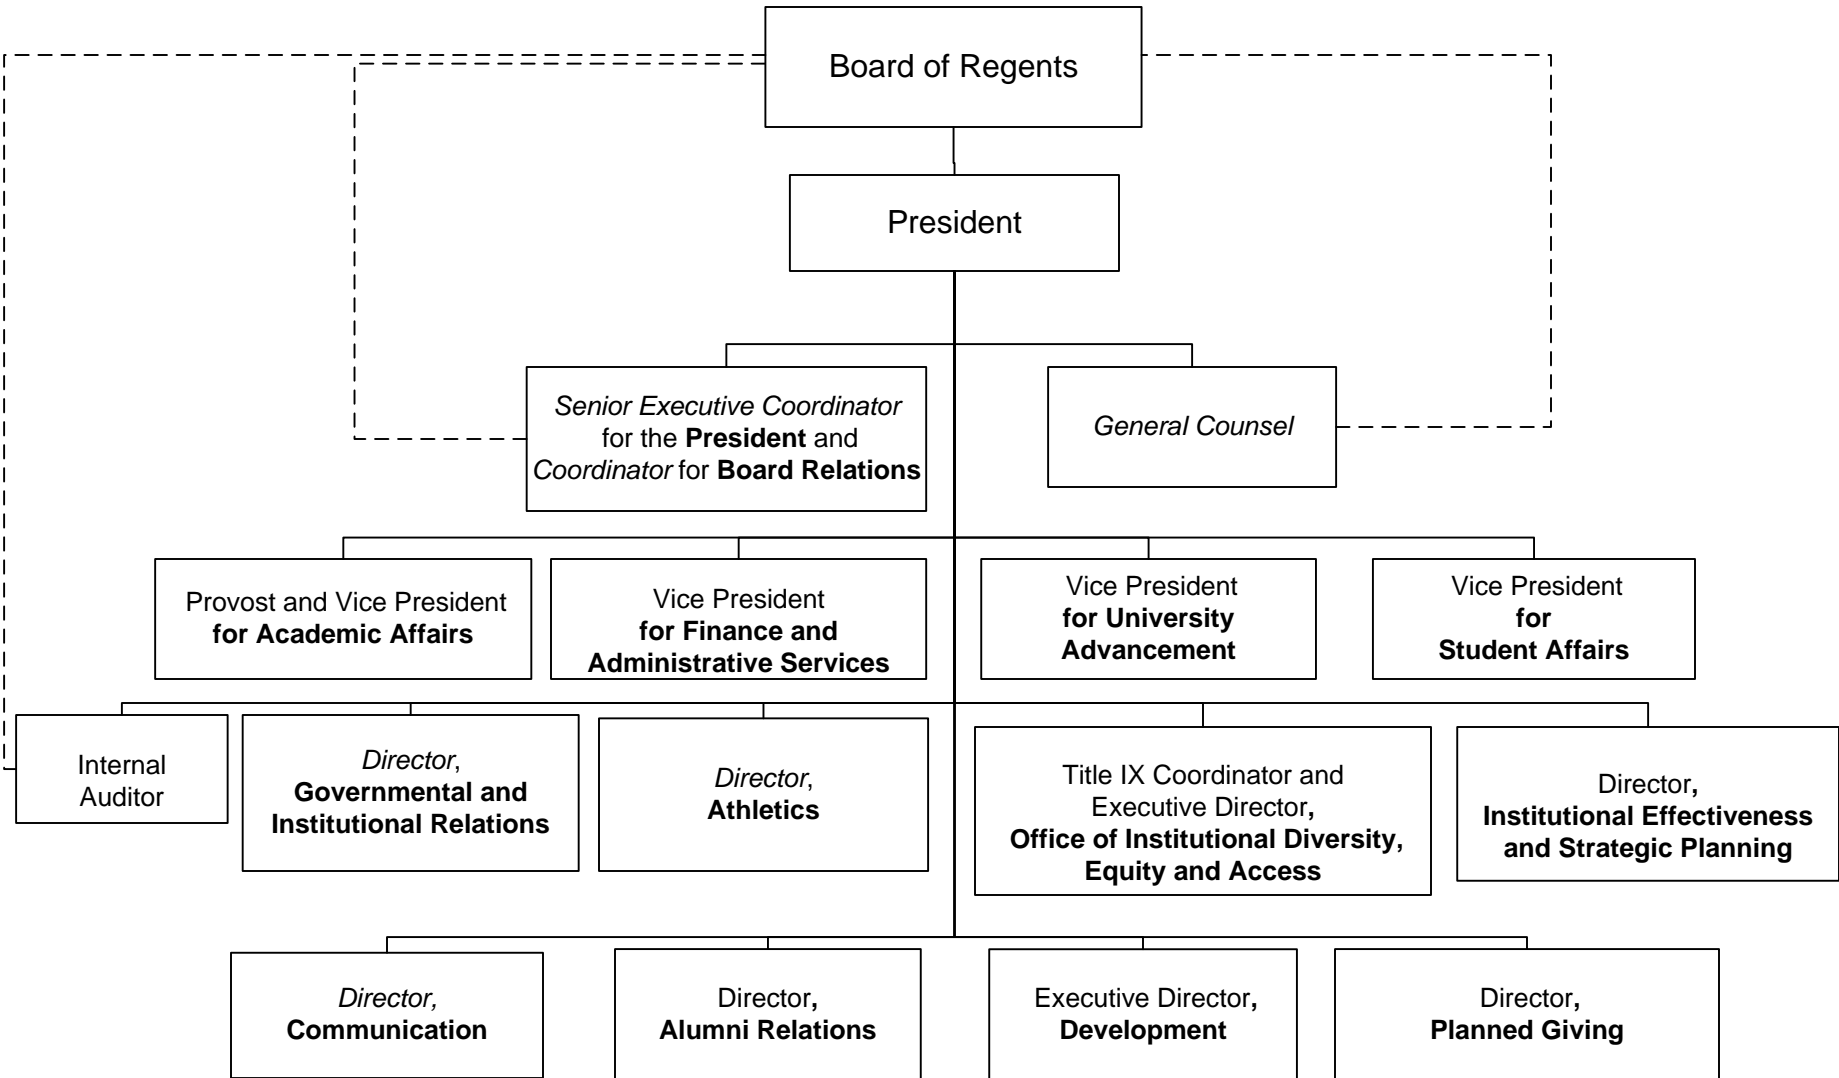 Board of Regents
President
Senior Executive Coordinator
for the President and
Coordinator for Board Relations
General Counsel
Provost and Vice President
for Academic Affairs
Vice President
for Finance and
Administrative Services
Vice President
for University
Advancement
Vice President
for
Student Affairs
Internal
Auditor
Director,
Governmental and
Institutional Relations
Director,
Athletics
Title IX Coordinator and
Executive Director,
Office of Institutional Diversity,
Equity and Access
Director,
Institutional Effectiveness
and Strategic Planning
Director,
Communication
Director,
Alumni Relations
Executive Director,
Development
Director,
Planned Giving